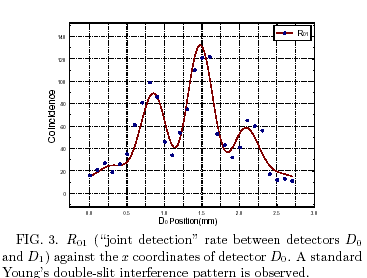 R01
140
120
100
80
60
40
20
0
Coincidence
0.0 0.5 1.0 1.5 2.0 2.5 3.0
D0 Position(mm)
FIG. 3. R01 (“joint detection” rate between detectors D0
and D1) against the x coordinates of detector D0. A standard
Young's double-slit interference pattern is observed.